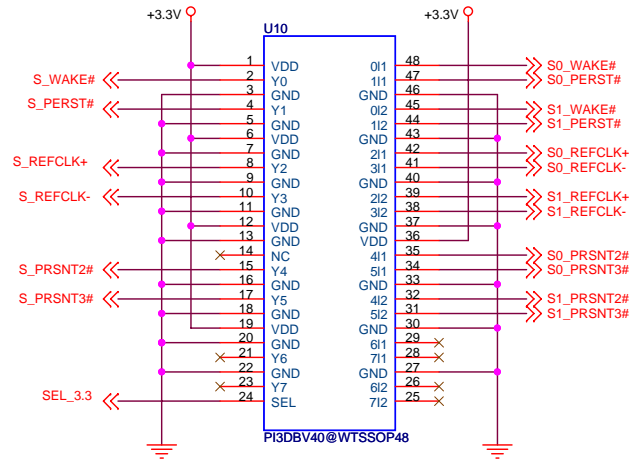 +3.3V +3.3V
U10
1 VDD 0I1 48 S0_WAKE#
S_WAKE# 2 Y0 1I1 47 S0_PERST#
3 GND GND 46
S_PERST# 4 Y1 0I2 45 S1_WAKE#
5 GND 1I2 44 S1_PERST#
6 VDD GND 43
7 GND 2I1 42 S0_REFCLK+
S_REFCLK+ 8 Y2 3I1 41 S0_REFCLK-
9 GND GND 40
S_REFCLK- 10 Y3 2I2 39 S1_REFCLK+
11 GND 3I2 38 S1_REFCLK-
12 VDD GND 37
13 GND VDD 36
14 NC 4I1 35 S0_PRSNT2#
S_PRSNT2# 15 Y4 5I1 34 S0_PRSNT3#
16 GND GND 33
S_PRSNT3# 17 Y5 4I2 32 S1_PRSNT2#
18 GND 5I2 31 S1_PRSNT3#
19 VDD GND 30
20 GND 6I1 29
21 Y6 7I1 28
22 GND GND 27
23 Y7 6I2 26
SEL_3.3 24 SEL 7I2 25
PI3DBV40@WTSSOP48